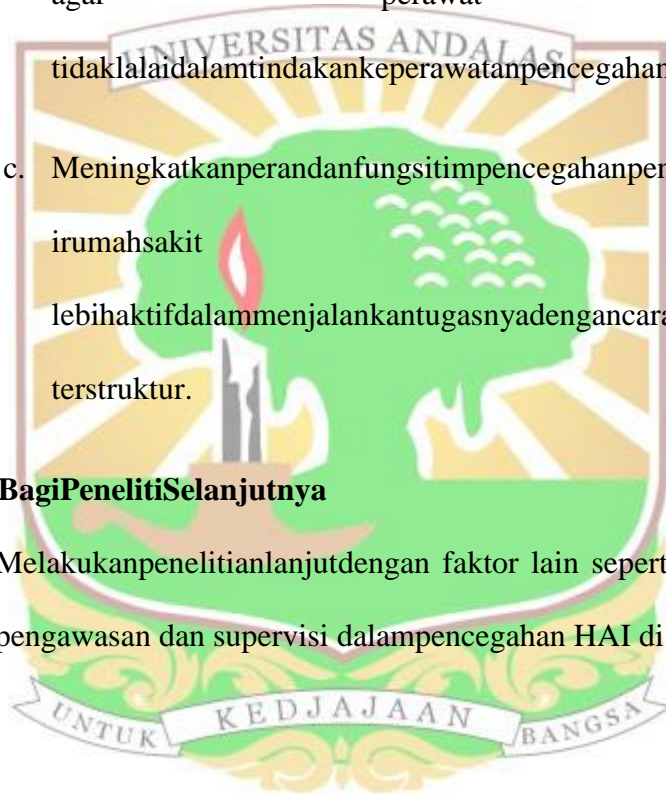 agar perawat
UNIVERSITAS ANDALAS
tidaklalaidalamtindakankeperawatanpencegahan
c. Meningkatkanperandanfungsitimpencegahanpen
irumahsakit
lebihaktifdalammenjalankantugasnyadengancara
terstruktur.
BagiPenelitiSelanjutnya
Melakukanpenelitianlanjutdengan faktor lain sepert
pengawasan dan supervisi dalampencegahan HAI di
UNTUK KEDJAJAAN BANGSA